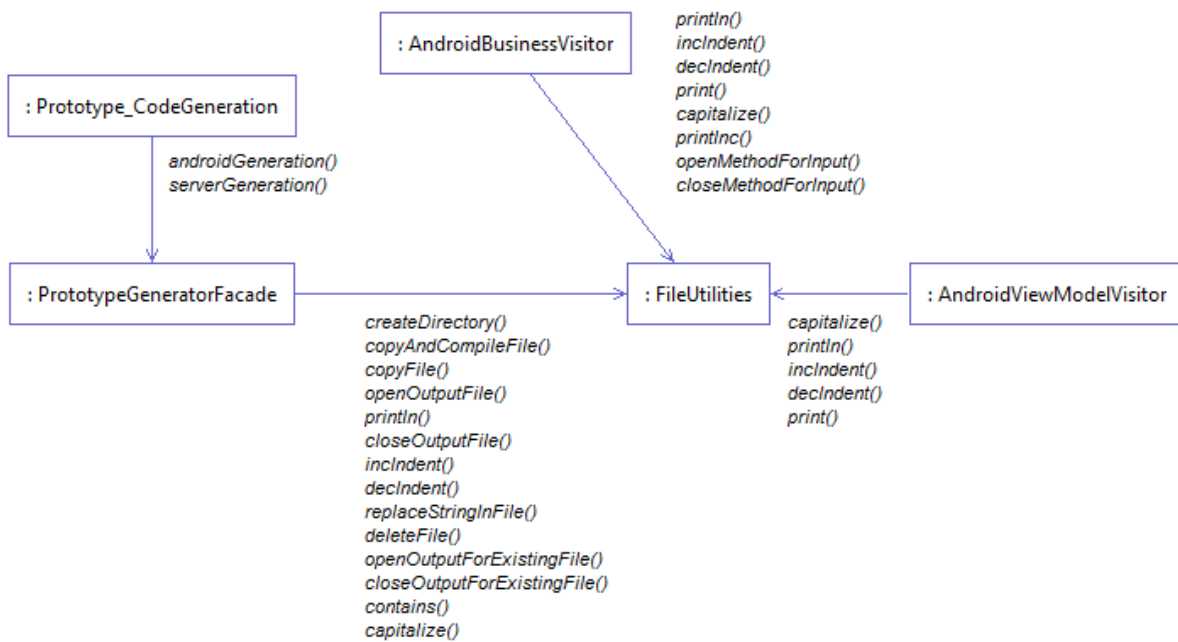 : AndroidBusinessVisitor
println()
incIndent()
decIndent()
print()
capitalize()
printlnc()
openMethodForInput()
closeMethodForInput()
: Prototype_CodeGeneration
androidGeneration()
serverGeneration()
: PrototypeGeneratorFacade
: FileUtilities
: AndroidViewModelVisitor
createDirectory()
copyAndCompileFile()
copyFile()
openOutputFile()
println()
closeOutputFile()
incIndent()
decIndent()
replaceStringInFile()
deleteFile()
openOutputForExistingFile()
closeOutputForExistingFile()
contains()
capitalize()
capitalize()
println()
incIndent()
decIndent()
print()